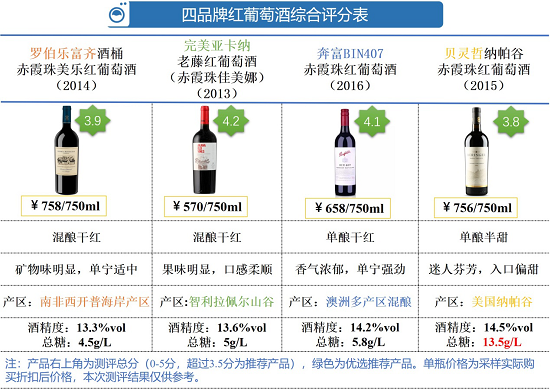 四品牌红葡萄酒综合评分表
罗伯乐富齐酒桶
赤霞珠美乐红葡萄酒
（2014）
完美亚卡纳
老藤红葡萄酒
（赤霞珠佳美娜）
（2013）
奔富BIN407
赤霞珠红葡萄酒
（2016）
贝灵哲纳帕谷
赤霞珠红葡萄酒
（2015）
3.9
4.2
4.1
3.8
￥758/750ml
￥570/750ml
￥658/750ml
￥756/750ml
混酿干红
混酿干红
单酿干红
单酿半甜
矿物味明显，单宁适中
果味明显，口感柔顺
香气浓郁，单宁强劲
迷人芬芳，入口偏甜
产区：南非西开普海岸产区
产区:智利拉佩尔山谷
产区：澳洲多产区混酿
产区：美国纳帕谷
酒精度：13.3%vol
总糖：4.5g/L
酒精度：13.6%vol
总糖：5g/L
酒精度：14.2%vol
总糖：5.8g/L
酒精度：14.5%vol
总糖：13.5g/L
注：产品右上角为测评总分（0-5分，超过3.5分为推荐产品），绿色为优选推荐产品。单瓶价格为采样实际购
买折扣后价格，本次测评结果仅供参考。